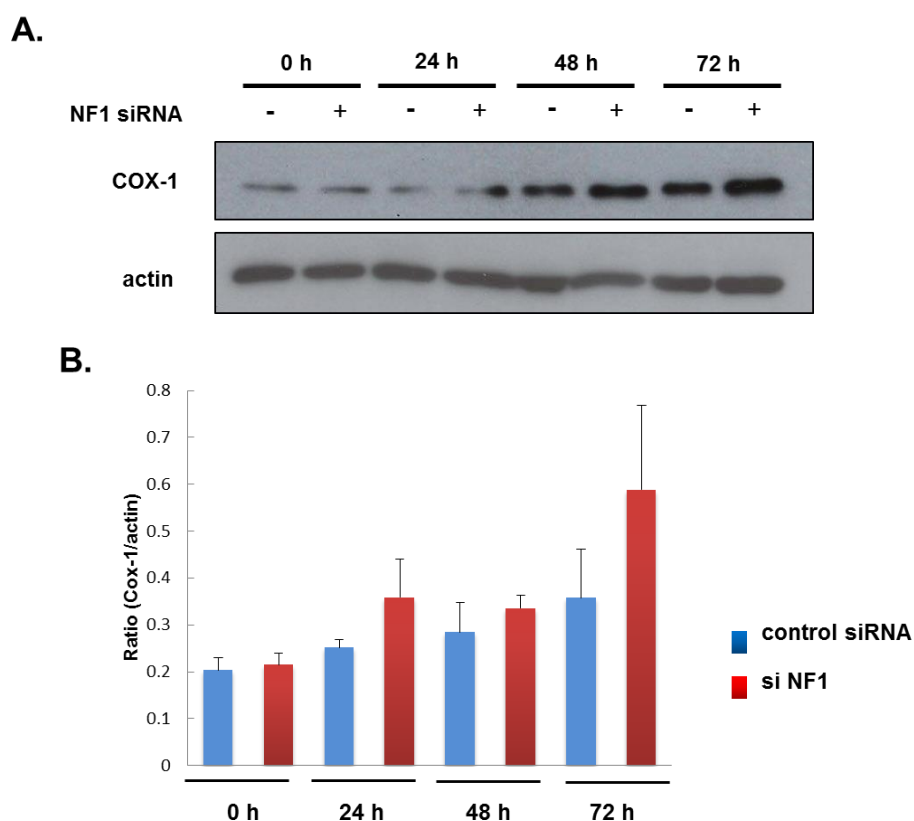 A.
0 h 24 h 48 h 72 h
NF1 siRNA - + - + - + - +
COX-1
actin
B.
0.8
0.7
0.6
0.5
0.4
0.3
0.2
0.1
0
Ratio (Cox-1/actin)
control siRNA
si NF1
0 h 24 h 48 h 72 h